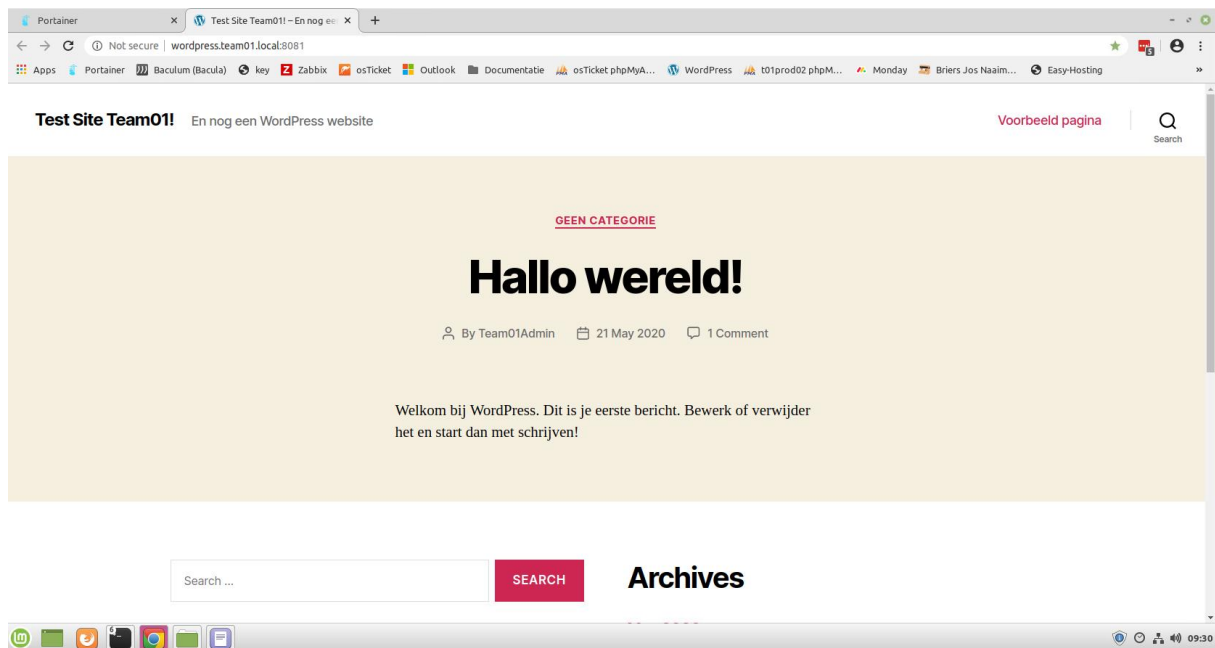 Portainer
Test Site Team01! – En nog ee
Not secure | wordpress.team01.local:8081
Apps Portainer Baculum (Bacula) key Zabbix osTicket Outlook Documentatie osTicket phpMyA... WordPress t01prod02 phpM... Monday Briers Jos Naaim... Easy-Hosting »
5
Test Site Team01! En nog een WordPress website
Voorbeeld pagina
Search
GEEN CATEGORIE
Hallo wereld!
By Team01Admin 21 May 2020 1 Comment
Welkom bij WordPress. Dit is je eerste bericht. Bewerk of verwijder
het en start dan met schrijven!
Search ...
SEARCH
Archives
6
09:30